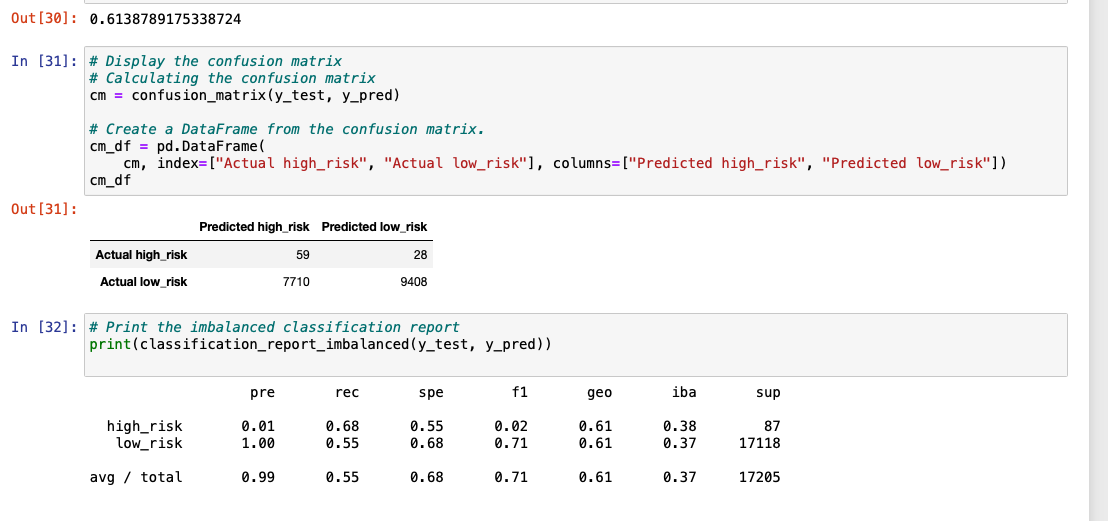 Out[30]: 0.6138789175338724
In [31]: # Display the confusion matrix
# Calculating the confusion matrix
cm = confusion_matrix(y_test, y_pred)
# Create a DataFrame from the confusion matrix.
cm_df = pd.DataFrame(
cm, index=["Actual high_risk", "Actual low_risk"], columns=["Predicted high_risk", "Predicted low_risk"])
cm_df
Out[31]:
Predicted high_risk Predicted low_risk
Actual high_risk 59 28
Actual low_risk 7710 9408
In [32]: # Print the imbalanced classification report
print(classification_report_imbalanced(y_test, y_pred))
pre rec spe f1 geo iba sup
high_risk 0.01 0.68 0.55 0.02 0.61 0.38 87
low_risk 1.00 0.55 0.68 0.71 0.61 0.37 17118
avg / total 0.99 0.55 0.68 0.71 0.61 0.37 17205